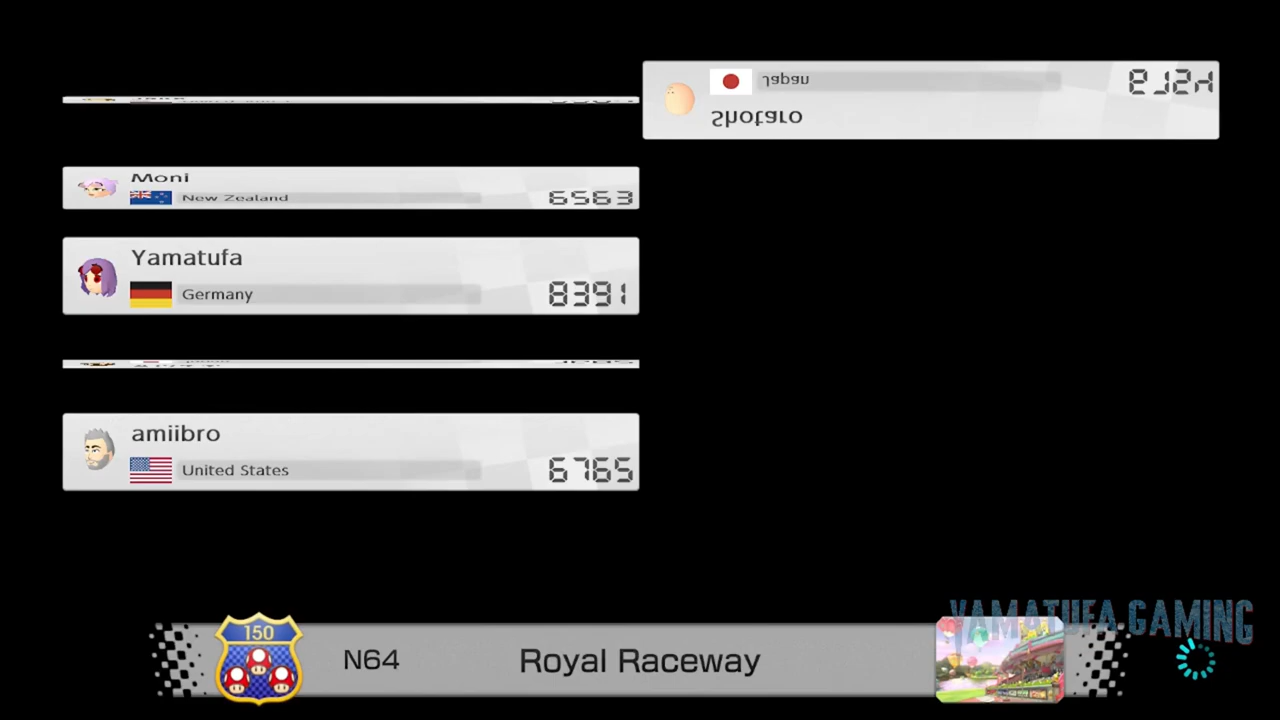 Moni
New Zealand
6563
Yamatufa
Germany
8391
amiibro
United States
6765
Japan
Shotaro
150
N64
Royal Raceway
YAMATUFA GAMING